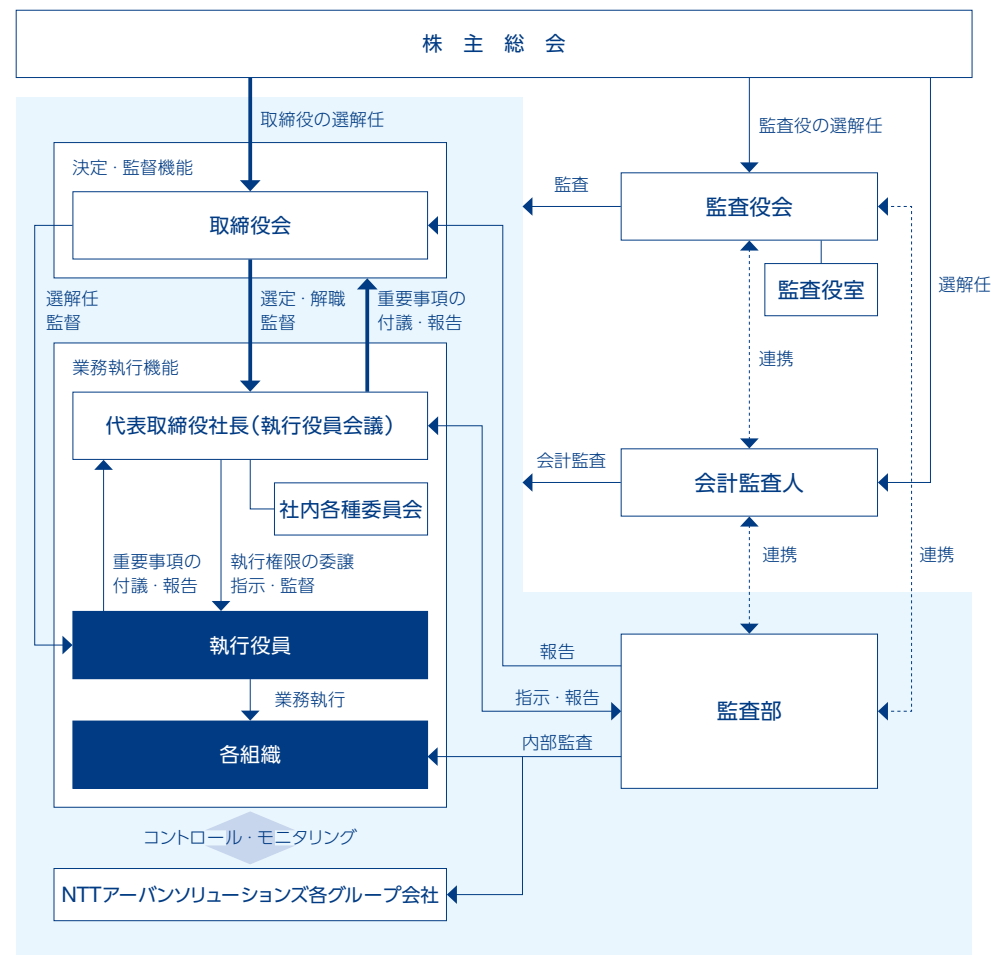 株主総会
取締役の選解任
監査役の選解任
決定・監督機能
取締役会
監査
監査役会
監査役室
選解任
選解任
監督
選定・解職
監督
重要事項の
付議・報告
連携
業務執行機能
代表取締役社長(執行役員会議)
会計監査
会計監査人
社内各種委員会
重要事項の
付議・報告
執行権限の委譲
指示・監督
連携
連携
執行役員
報告
業務執行
指示・報告
監査部
各組織
内部監査
コントロール・モニタリング
NTTアーバンソリューションズ各グループ会社